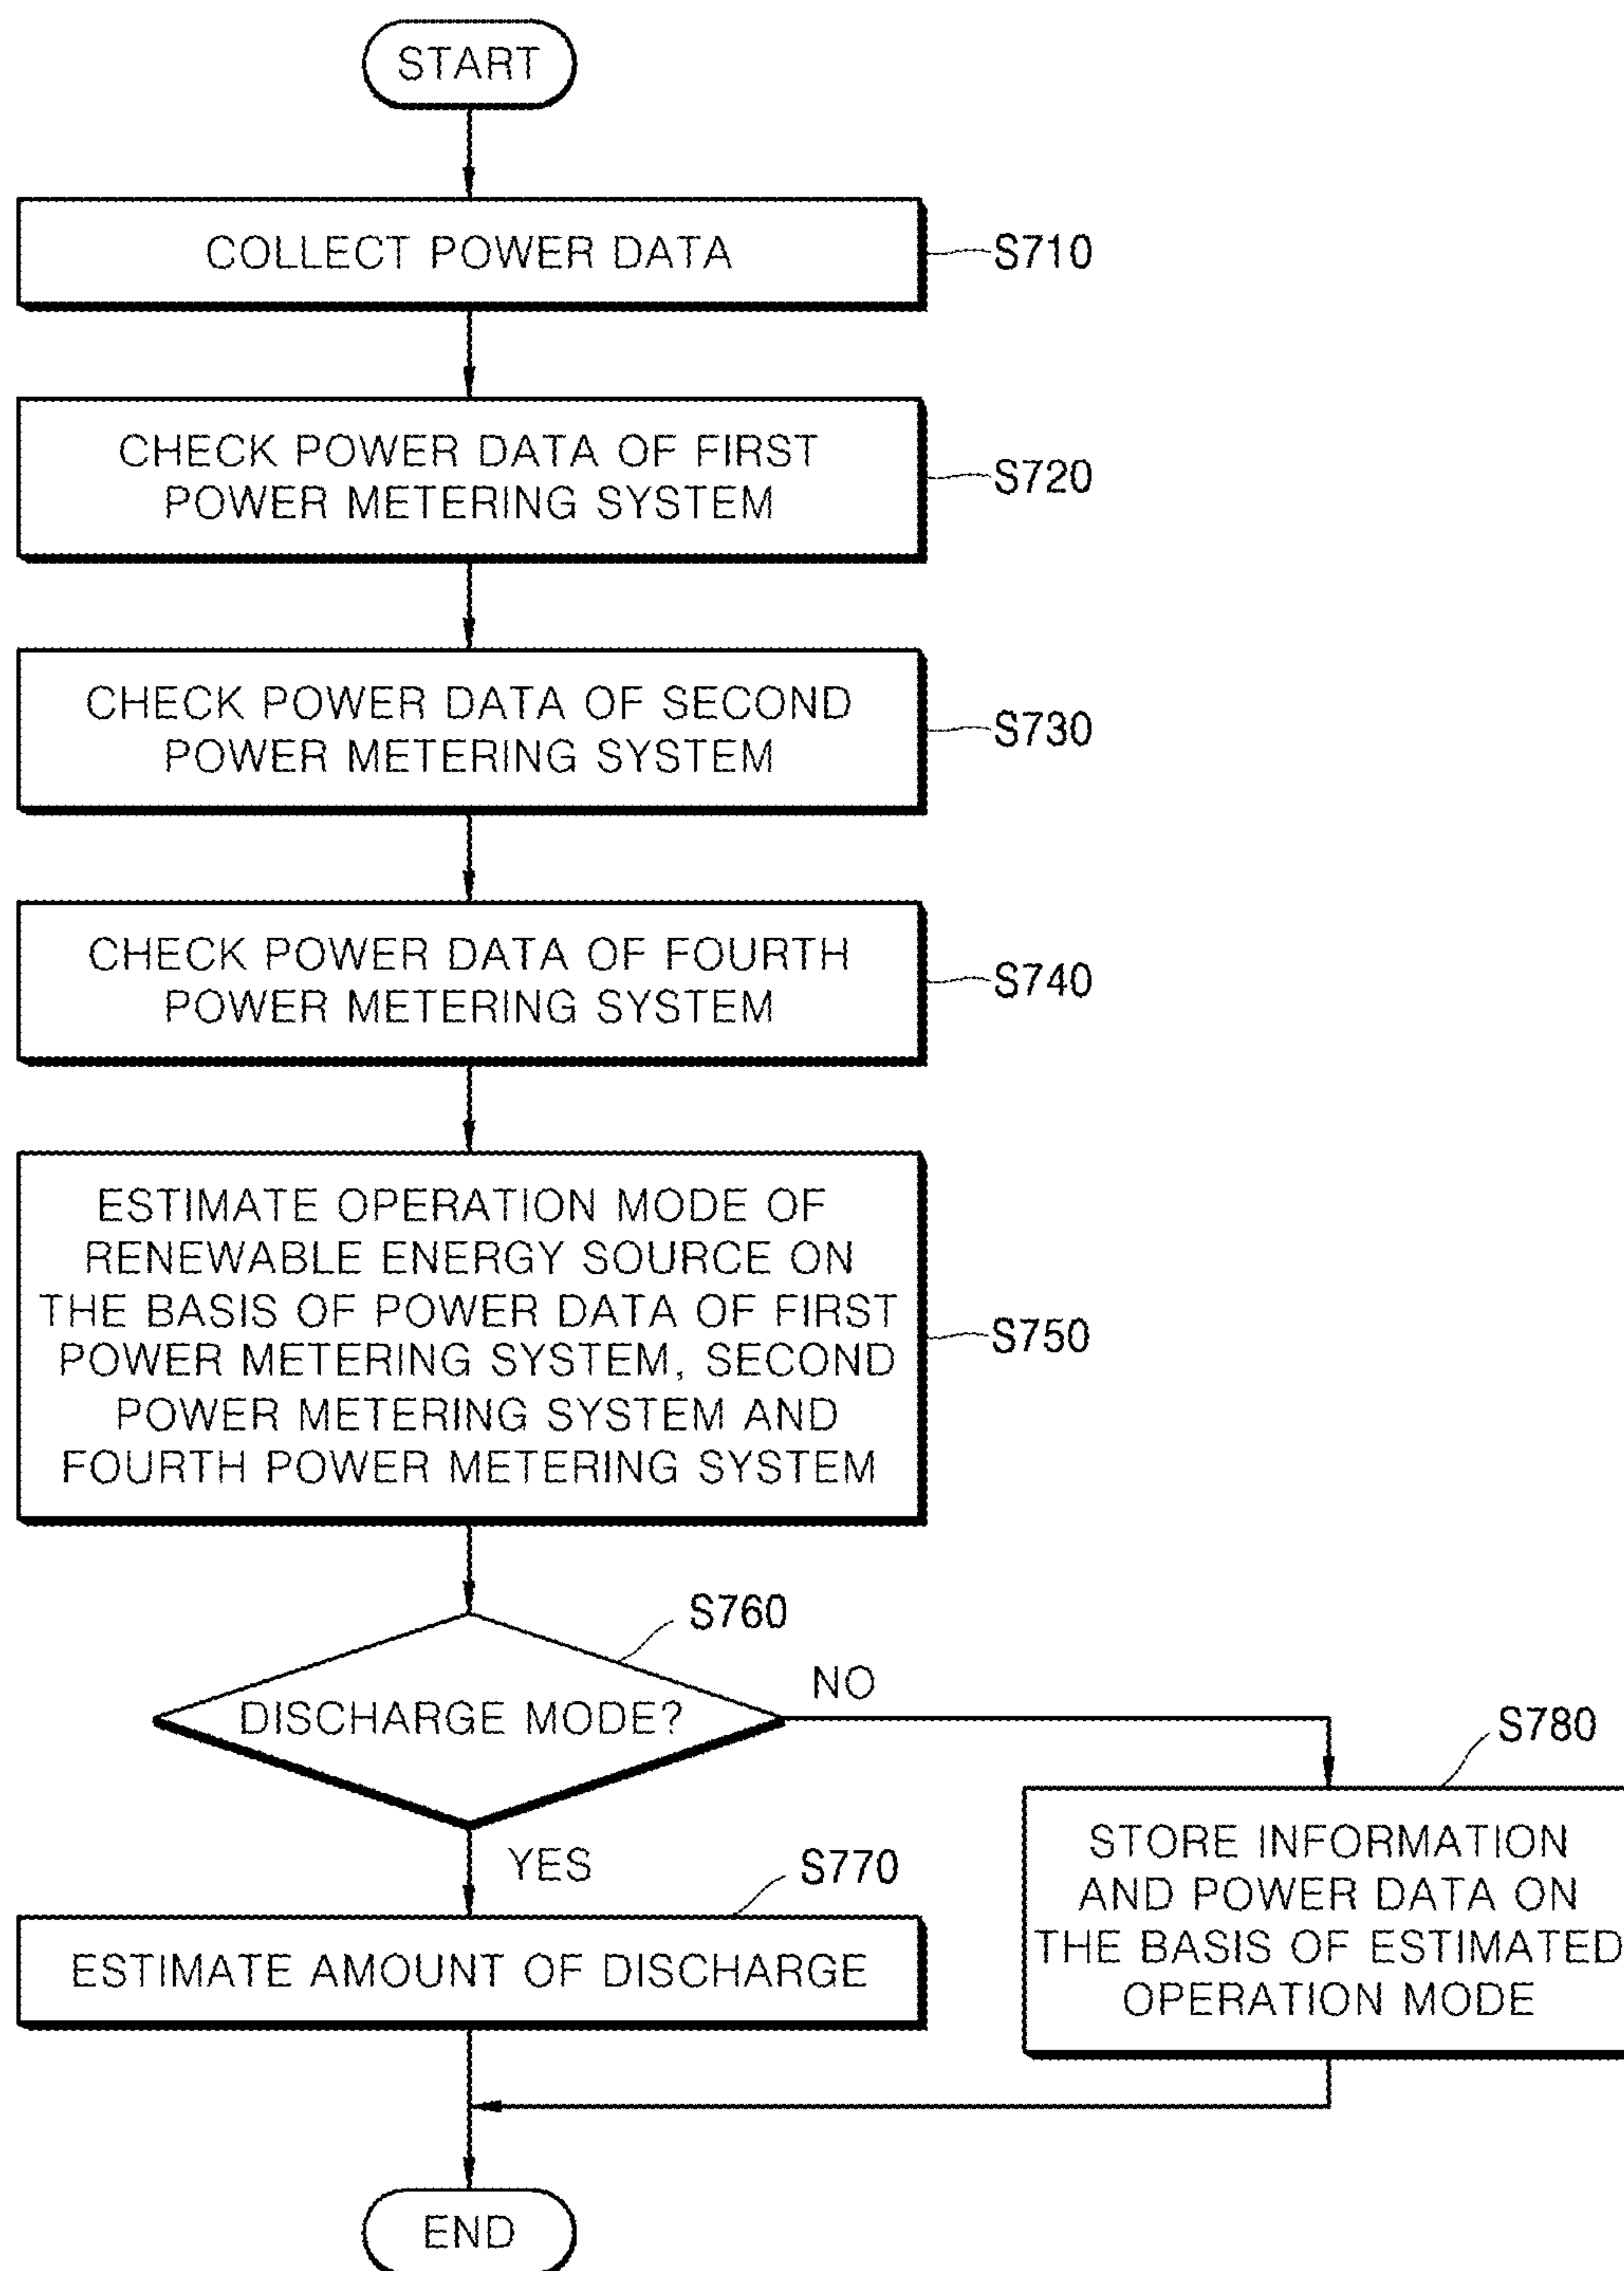 START
COLLECT POWER DATA
S710
CHECK POWER DATA OF FIRST
POWER METERING SYSTEM
S720
CHECK POWER DATA OF SECOND
POWER METERING SYSTEM
S730
CHECK POWER DATA OF FOURTH
POWER METERING SYSTEM
S740
ESTIMATE OPERATION MODE OF
RENEWABLE ENERGY SOURCE ON
THE BASIS OF POWER DATA OF FIRST
POWER METERING SYSTEM, SECOND
POWER METERING SYSTEM AND
FOURTH POWER METERING SYSTEM
S750
S760
DISCHARGE MODE?
NO
YES
S770
ESTIMATE AMOUNT OF DISCHARGE
S780
STORE INFORMATION
AND POWER DATA ON
THE BASIS OF ESTIMATED
OPERATION MODE
END